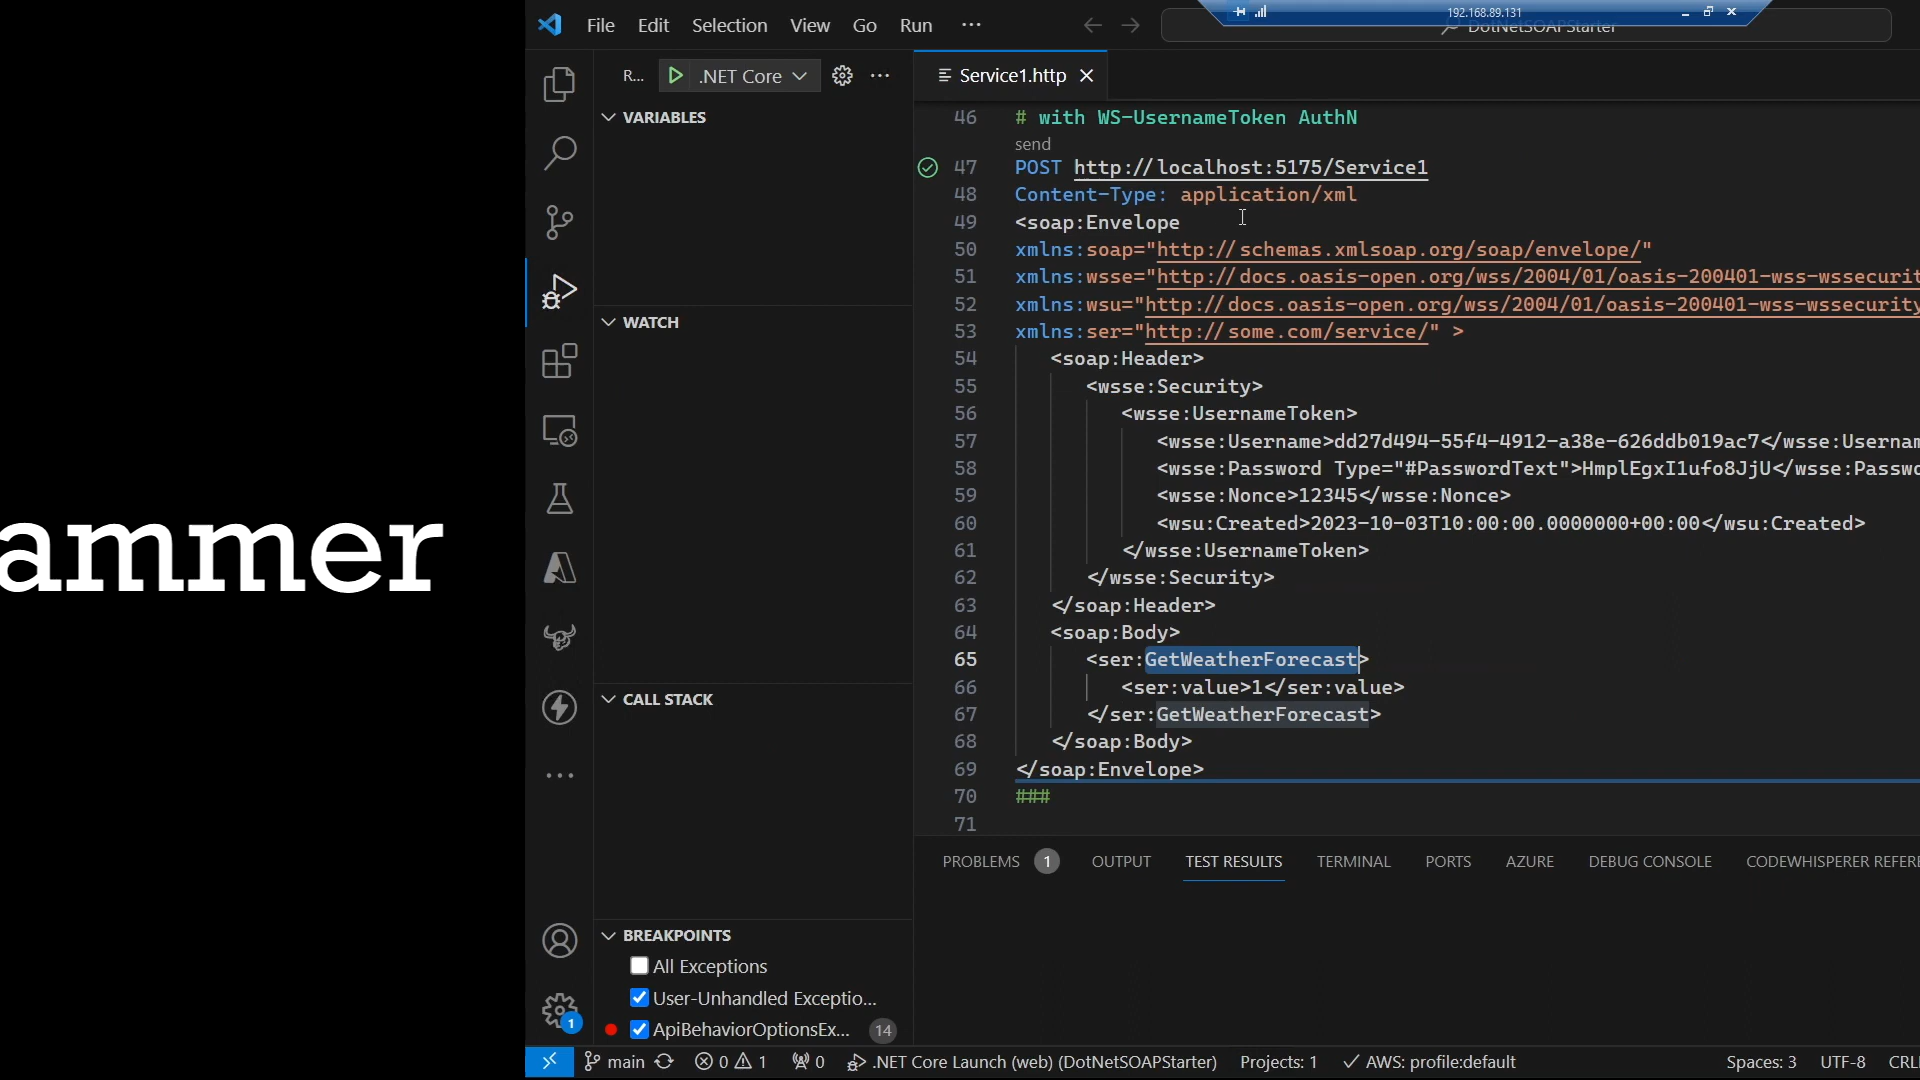 File Edit Selection View Go Run ···
192.168.89.131
DotNetSOAPStarter
R... .NET Core
Service1.http
VARIABLES
WATCH
CALL STACK
BREAKPOINTS
All Exceptions
User-Unhandled Exceptio...
ApiBehaviorOptionsEx... 14
1
ammer
46 # with WS-UsernameToken AuthN
send
47 POST http://localhost:5175/Service1
48 Content-Type: application/xml
49 <soap:Envelope
50 xmlns:soap="http://schemas.xmlsoap.org/soap/envelope/"
51 xmlns:wsse="http://docs.oasis-open.org/wss/2004/01/oasis-200401-wss-wssecurit
52 xmlns:wsu="http://docs.oasis-open.org/wss/2004/01/oasis-200401-wss-wssecurity
53 xmlns:ser="http://some.com/service/" >
54 <soap:Header>
55 <wsse:Security>
56 <wsse:UsernameToken>
57 <wsse:Username>dd27d494-55f4-4912-a38e-626ddb019ac7</wsse:Usernam
58 <wsse:Password Type="#PasswordText">HmplEgxI1ufo8JjU</wsse:Passwo
59 <wsse:Nonce>12345</wsse:Nonce>
60 <wsu:Created>2023-10-03T10:00:00.0000000+00:00</wsu:Created>
61 </wsse:UsernameToken>
62 </wsse:Security>
63 </soap:Header>
64 <soap:Body>
65 <ser:GetWeatherForecast>
66 <ser:value>1</ser:value>
67 </ser:GetWeatherForecast>
68 </soap:Body>
69 </soap:Envelope>
70 ###
71
PROBLEMS 1 OUTPUT TEST RESULTS TERMINAL PORTS AZURE DEBUG CONSOLE CODEWHISPERER REFERE
main 0 1 0 .NET Core Launch (web) (DotNetSOAPStarter) Projects: 1 AWS: profile:default Spaces: 3 UTF-8 CRL